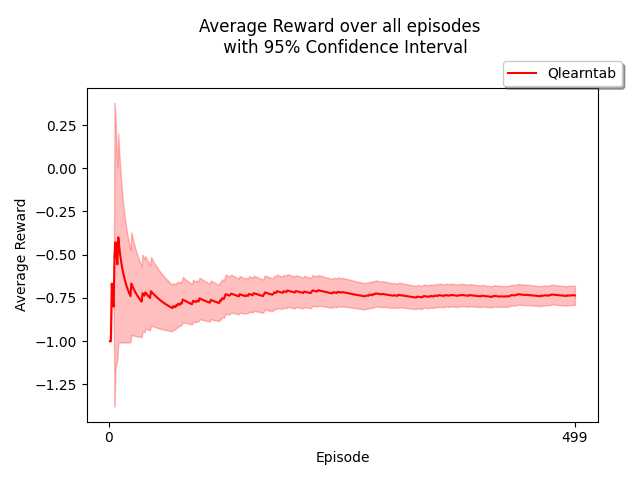 Average Reward over all episodes
with 95% Confidence Interval
Qlearntab
Average Reward
0.25
0.00
−0.25
−0.50
−0.75
−1.00
−1.25
0
499
Episode